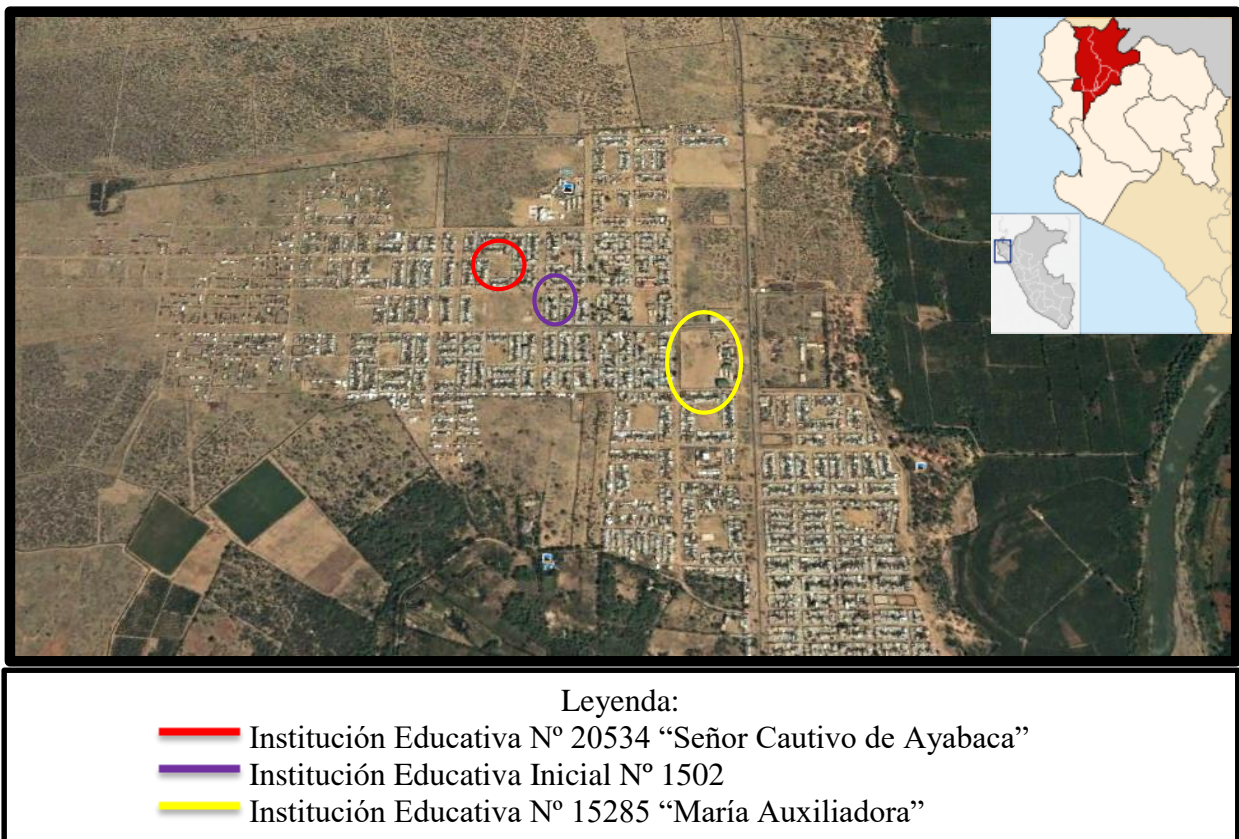 Leyenda:
Institución Educativa Nº 20534 “Señor Cautivo de Ayabaca”
Institución Educativa Inicial Nº 1502
Institución Educativa Nº 15285 “María Auxiliadora”